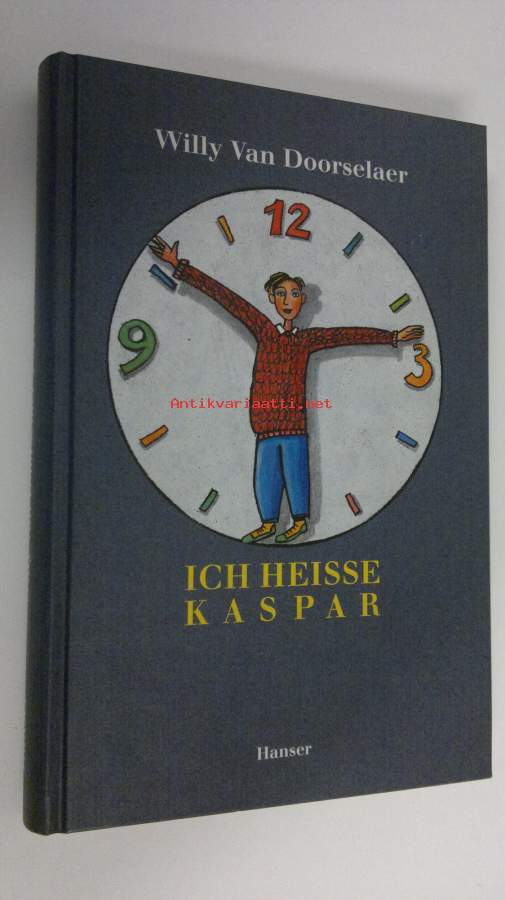 Willy Van Doorselaer
12
9
3
Antikvariaatti.net
ICH HEISSE
KASPAR
Hanser